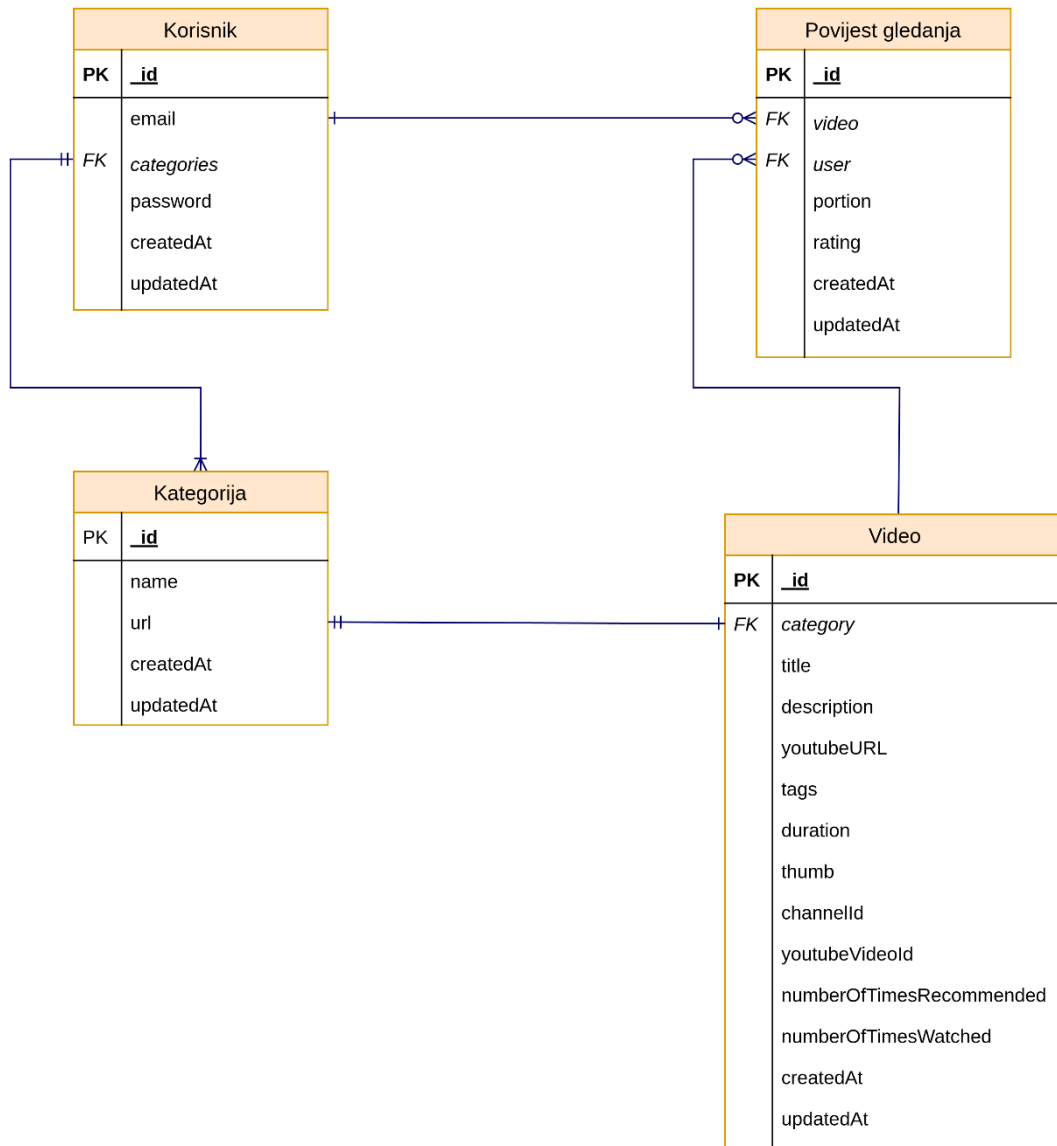 Korisnik
PK _id
email
FK categories
password
createdAt
updatedAt
Povijest gledanja
PK _id
FK video
FK user
portion
rating
createdAt
updatedAt
Kategorija
PK _id
name
url
createdAt
updatedAt
Video
PK _id
FK category
title
description
youtubeURL
tags
duration
thumb
channelId
youtubeVideoId
numberOfTimesRecommended
numberOfTimesWatched
createdAt
updatedAt